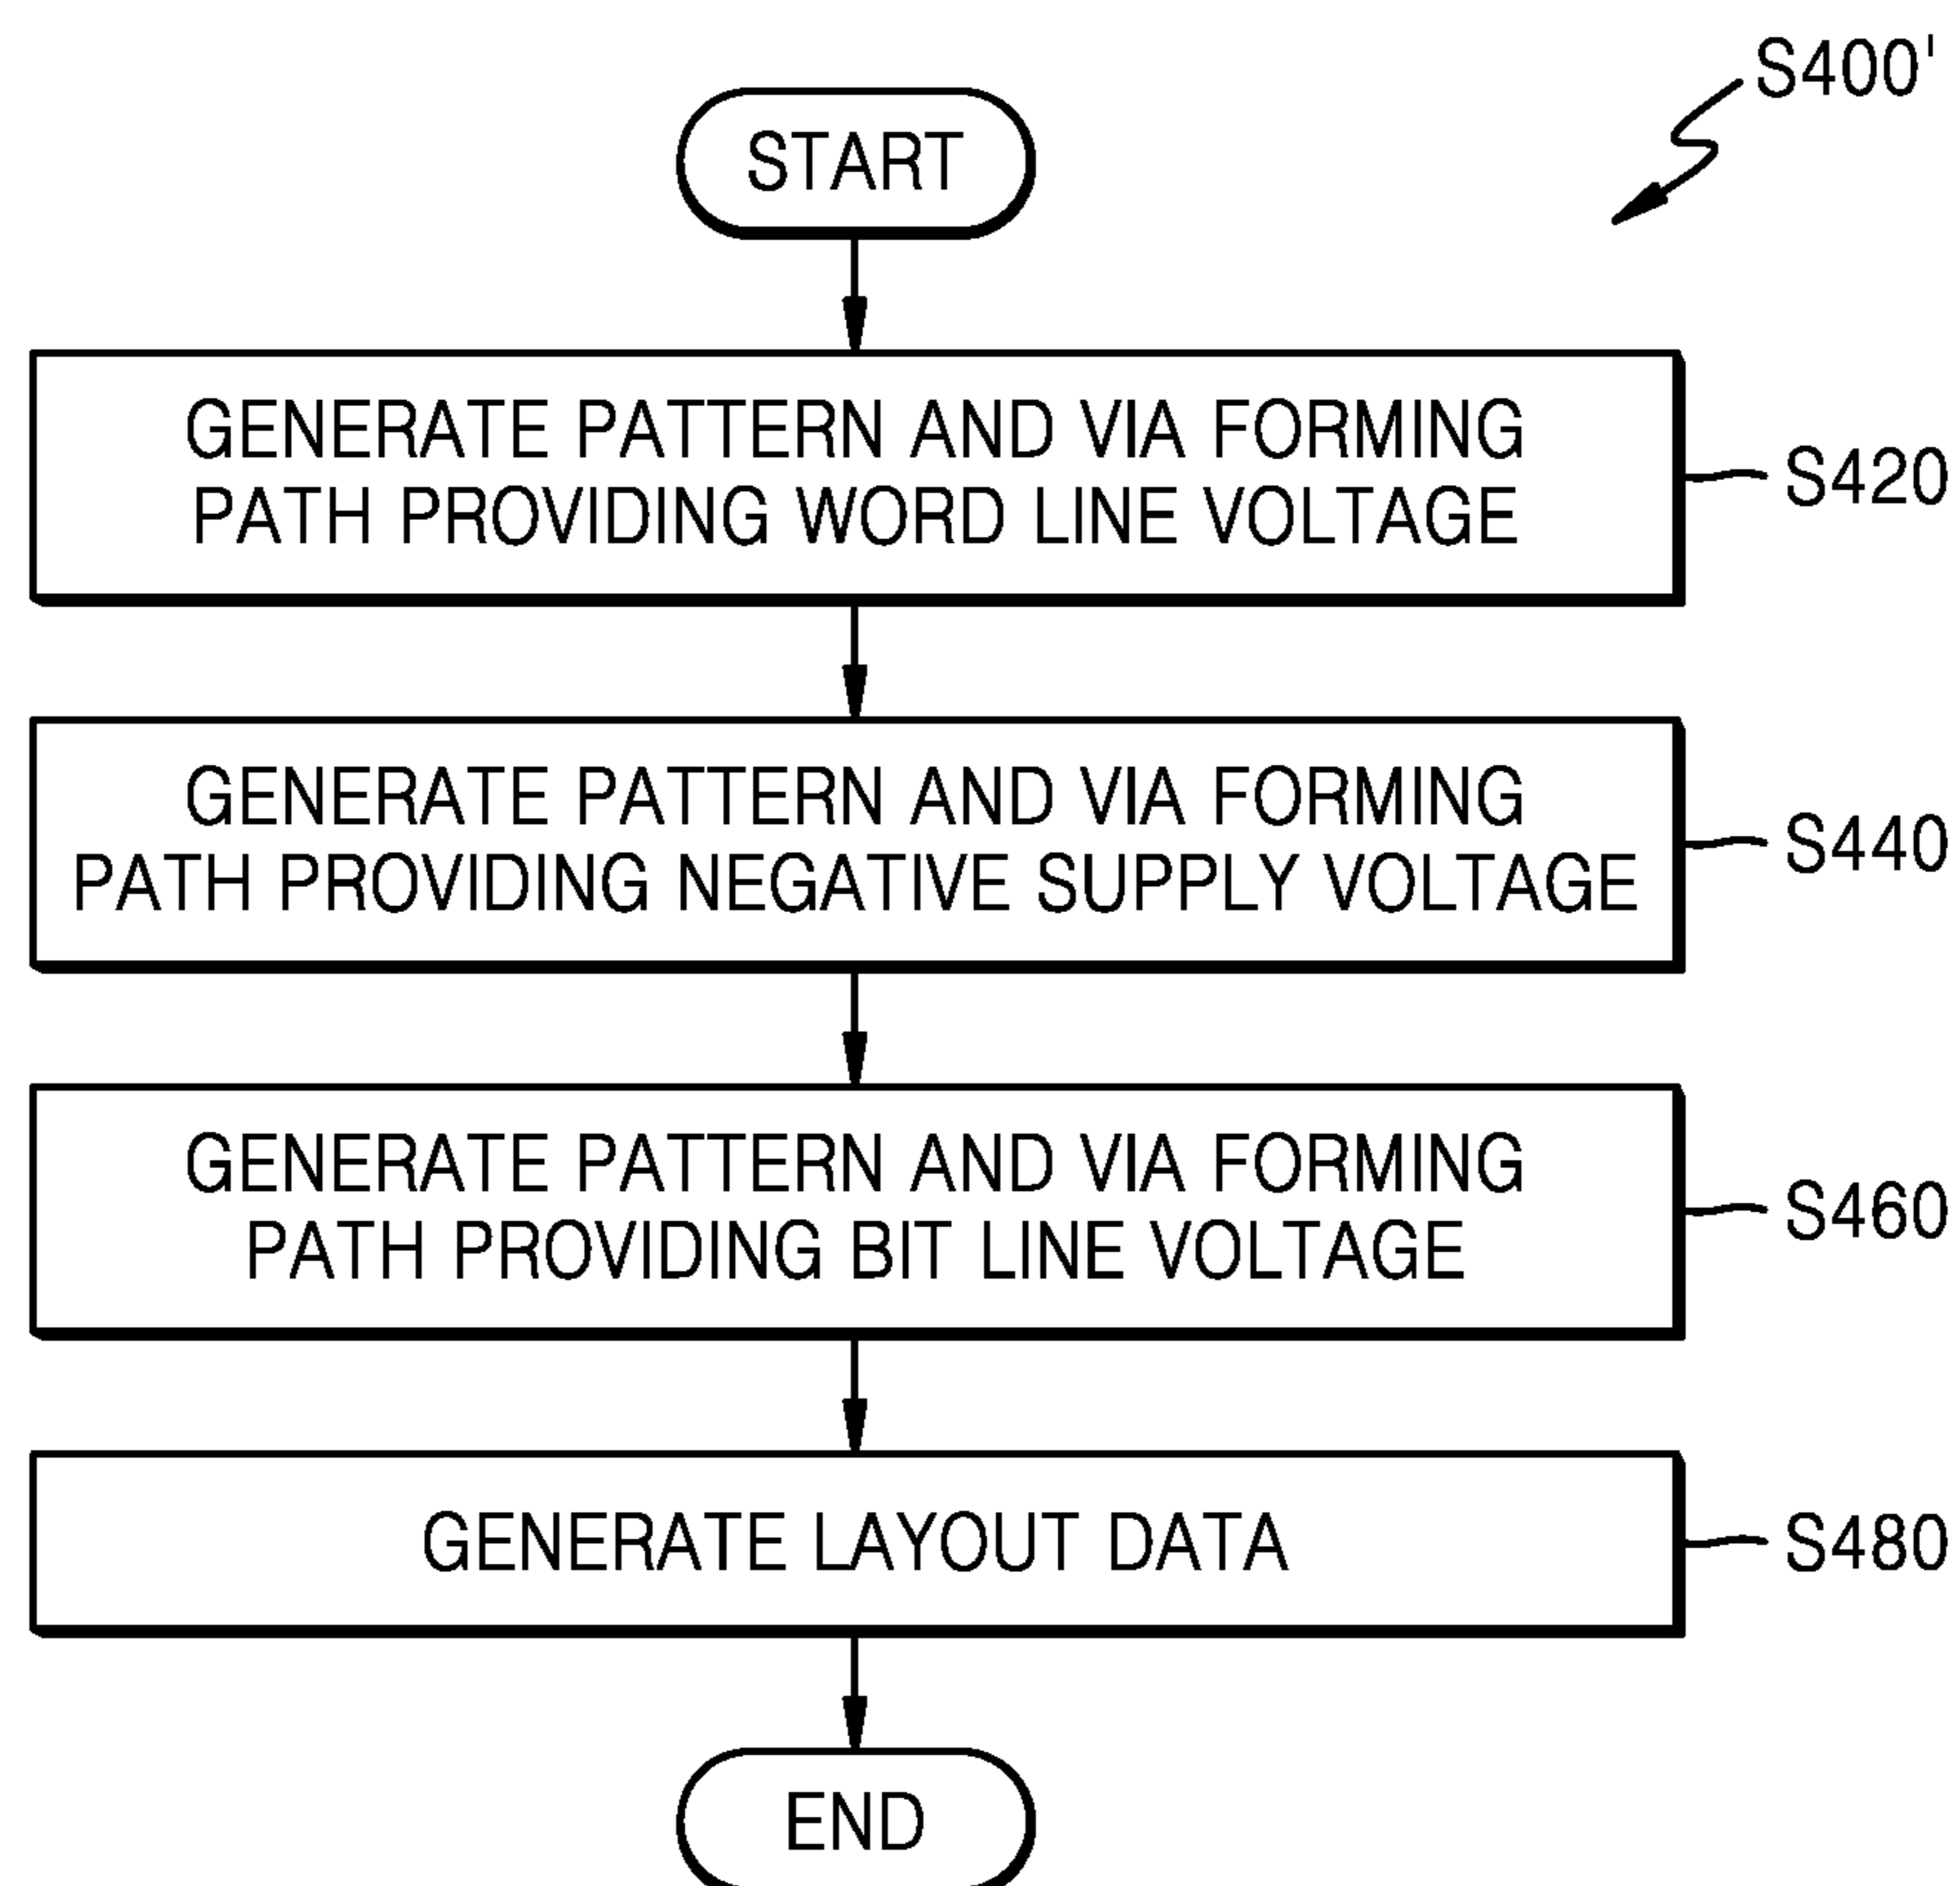 S400'
START
GENERATE PATTERN AND VIA FORMING
PATH PROVIDING WORD LINE VOLTAGE
S420
GENERATE PATTERN AND VIA FORMING
PATH PROVIDING NEGATIVE SUPPLY VOLTAGE
S440
GENERATE PATTERN AND VIA FORMING
PATH PROVIDING BIT LINE VOLTAGE
S460
GENERATE LAYOUT DATA
S480
END